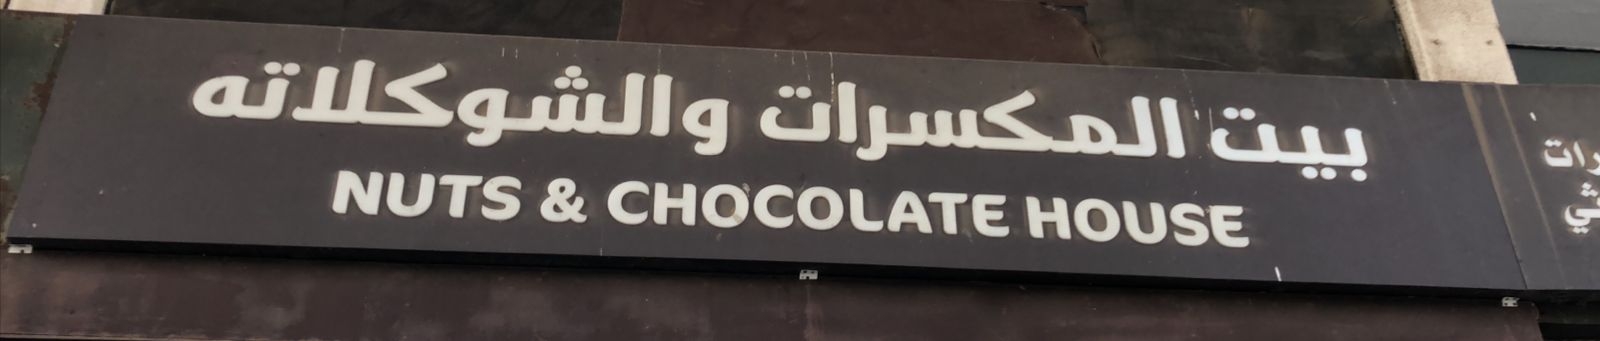 بيت المكسرات والشوكلاته
NUTS & CHOCOLATE HOUSE